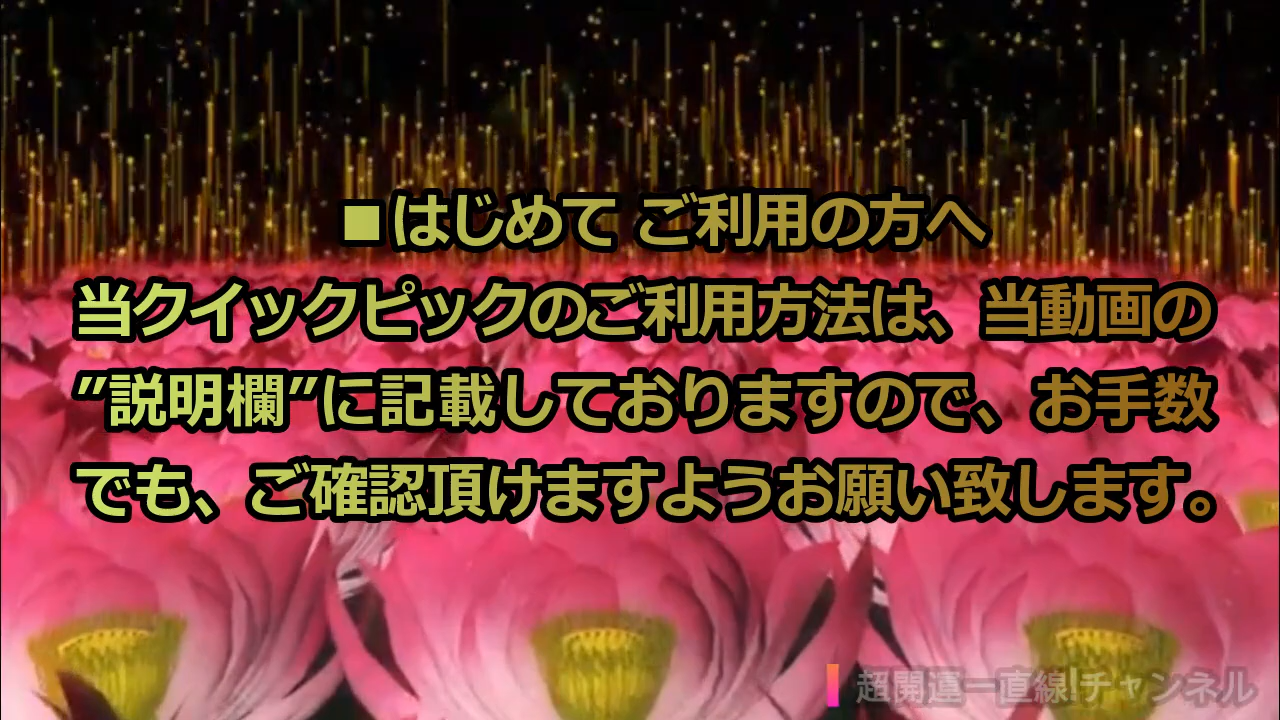 ■はじめて ご利用の方へ
当クイックピックのご利用方法は、当動画の
”説明欄”に記載しておりますので、お手数
でも、ご確認頂けますようお願い致します。
超開運一直線!チャンネル